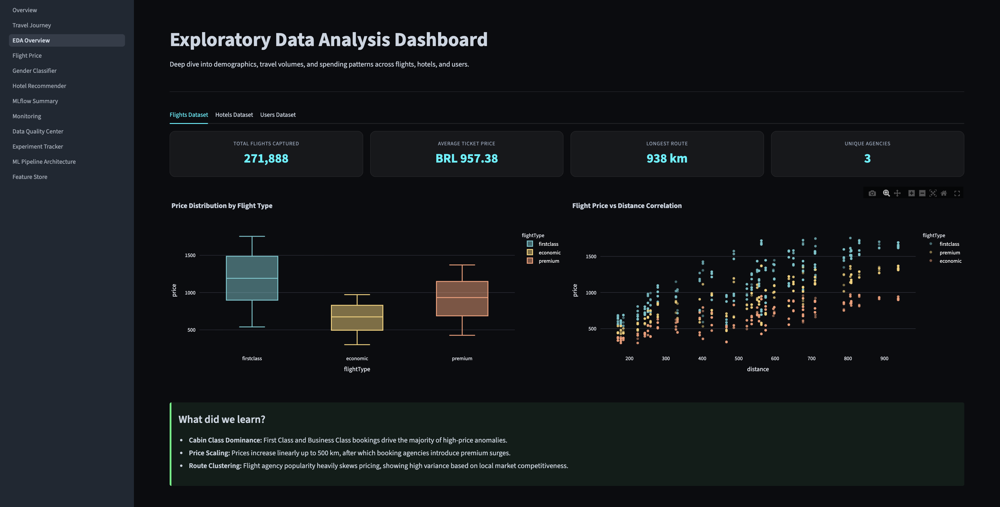 Overview
Travel Journey
EDA Overview
Flight Price
Gender Classifier
Hotel Recommender
MLflow Summary
Monitoring
Data Quality Center
Experiment Tracker
ML Pipeline Architecture
Feature Store
Exploratory Data Analysis Dashboard
Deep dive into demographics, travel volumes, and spending patterns across flights, hotels, and users.
Flights Dataset Hotels Dataset Users Dataset
TOTAL FLIGHTS CAPTURED
271,888
AVERAGE TICKET PRICE
BRL 957.38
LONGEST ROUTE
938 km
UNIQUE AGENCIES
3
Price Distribution by Flight Type
price
1500
1000
500
firstclass economic premium
flightType
flightType
firstclass
economic
premium
Flight Price vs Distance Correlation
price
1500
1000
500
200 300 400 500 600 700 800 900
distance
flightType
firstclass
premium
economic
What did we learn?
• Cabin Class Dominance: First Class and Business Class bookings drive the majority of high-price anomalies.
• Price Scaling: Prices increase linearly up to 500 km, after which booking agencies introduce premium surges.
• Route Clustering: Flight agency popularity heavily skews pricing, showing high variance based on local market competitiveness.